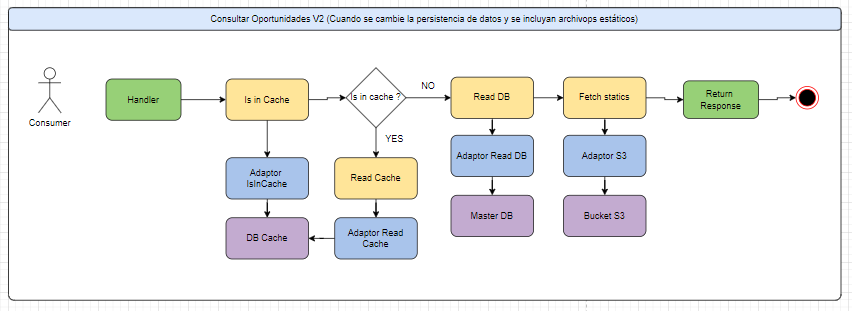 Consultar Oportunidades V2 (Cuando se cambie la persistencia de datos y se incluyan archivops estáticos)
Consumer
Handler
Is in Cache
Is in cache ?
NO
Read DB
Fetch statics
Return
Response
YES
Adaptor
IsInCache
Read Cache
Adaptor Read DB
Adaptor S3
DB Cache
Adaptor Read
Cache
Master DB
Bucket S3